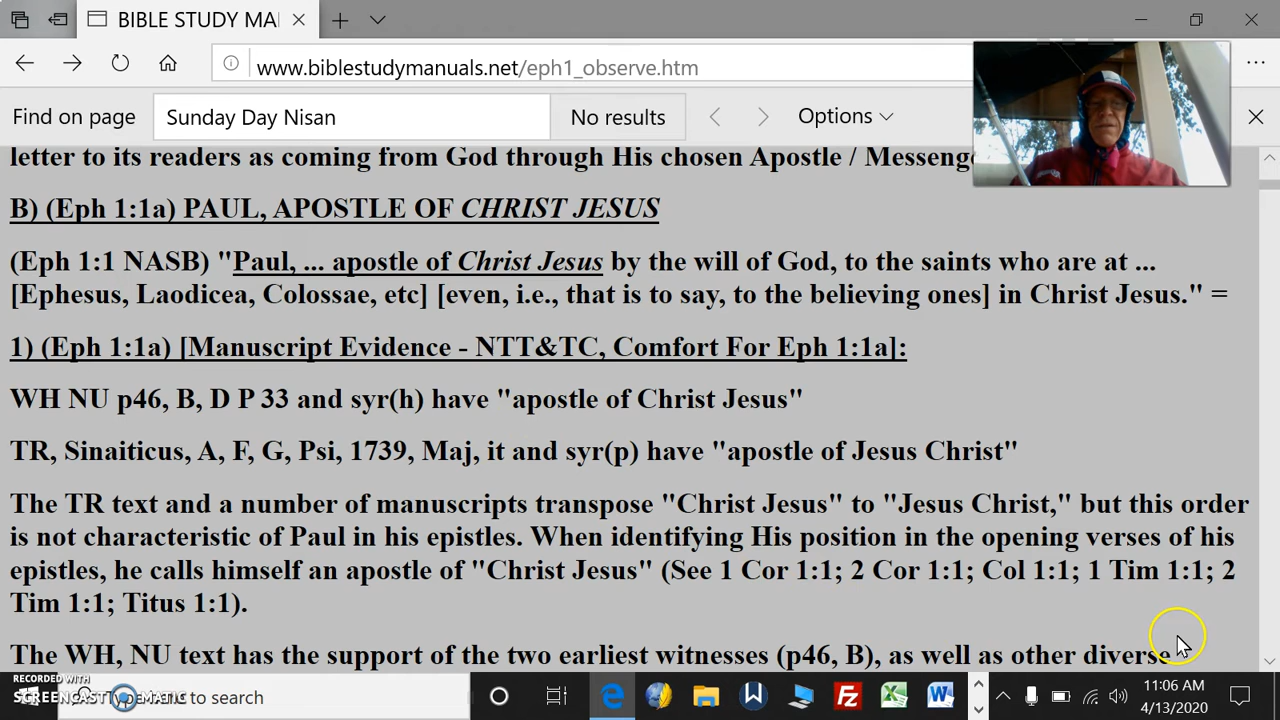 BIBLE STUDY MA
www.biblestudymanuals.net/eph1_observe.htm
Find on page
Sunday Day Nisan
No results
Options
letter to its readers as coming from God through His chosen Apostle / Messeng
B) (Eph 1:1a) PAUL, APOSTLE OF CHRIST JESUS
(Eph 1:1 NASB) "Paul, ... apostle of Christ Jesus by the will of God, to the saints who are at ...
[Ephesus, Laodicea, Colossae, etc] [even, i.e., that is to say, to the believing ones] in Christ Jesus." =
1) (Eph 1:1a) [Manuscript Evidence - NTT&TC, Comfort For Eph 1:1a]:
WH NU p46, B, D P 33 and syr(h) have "apostle of Christ Jesus"
TR, Sinaiticus, A, F, G, Psi, 1739, Maj, it and syr(p) have "apostle of Jesus Christ"
The TR text and a number of manuscripts transpose "Christ Jesus" to "Jesus Christ," but this order
is not characteristic of Paul in his epistles. When identifying His position in the opening verses of his
epistles, he calls himself an apostle of "Christ Jesus" (See 1 Cor 1:1; 2 Cor 1:1; Col 1:1; 1 Tim 1:1; 2
Tim 1:1; Titus 1:1).
The WH, NU text has the support of the two earliest witnesses (p46, B), as well as other diverse
RECORDED WITH
SCREENCAST-O-MATIC
Type here to search
11:06 AM
4/13/2020